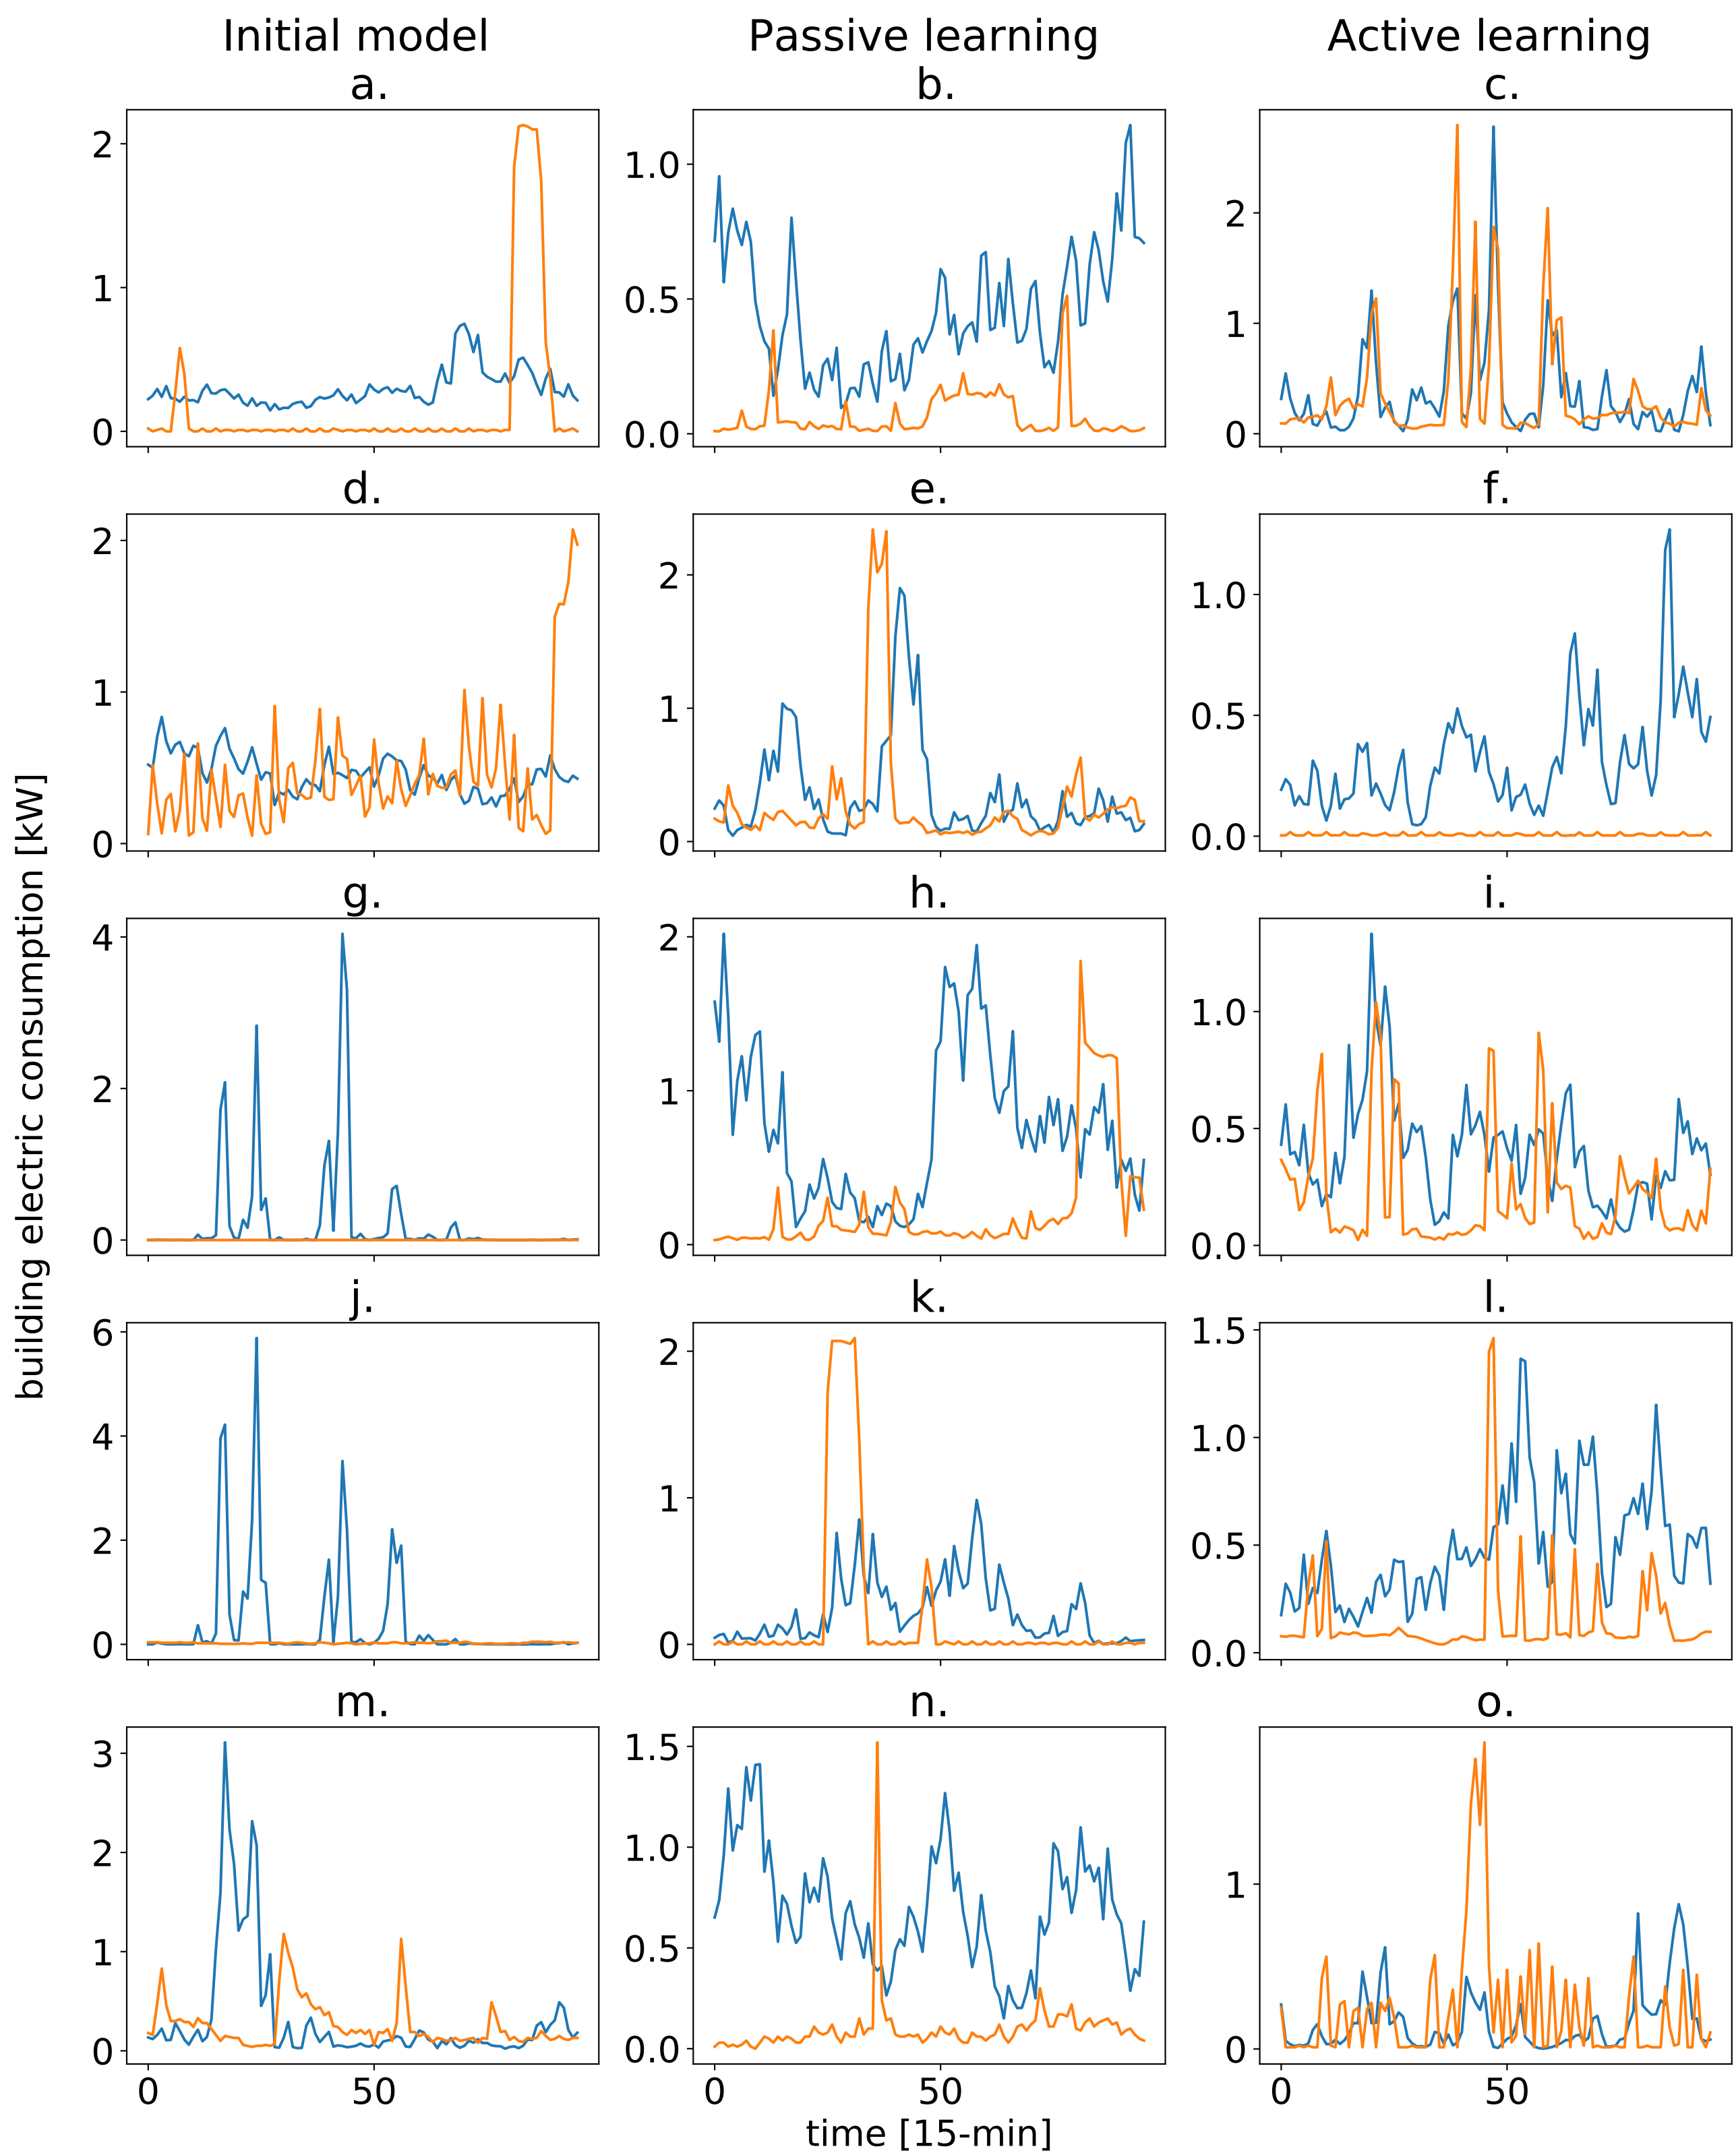 Initial model Passive learning Active learning
a. b. c.
2 1 0
1.0 0.5 0.0
2 1 0
d. e. f.
2 1 0
2 1 0
1.0 0.5 0.0
building electric consumption [kW]
g. h. i.
4 2 0
2 1 0
1.0 0.5 0.0
j. k. l.
6 4 2 0
2 1 0
1.5 1.0 0.5 0.0
m. n. o.
3 2 1 0
1.5 1.0 0.5 0.0
1 0
0 50 0 50 0 50
time [15-min]